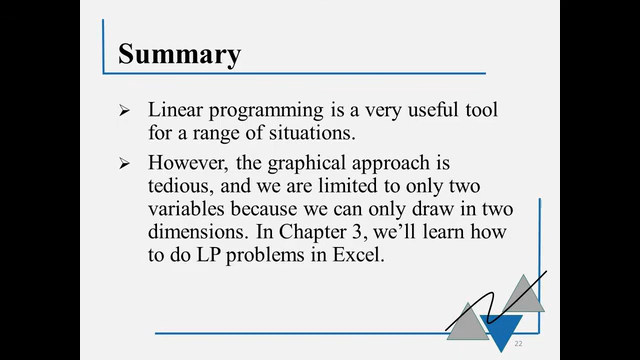 Summary
➢ Linear programming is a very useful tool
for a range of situations.
➢ However, the graphical approach is
tedious, and we are limited to only two
variables because we can only draw in two
dimensions. In Chapter 3, we’ll learn how
to do LP problems in Excel.
22